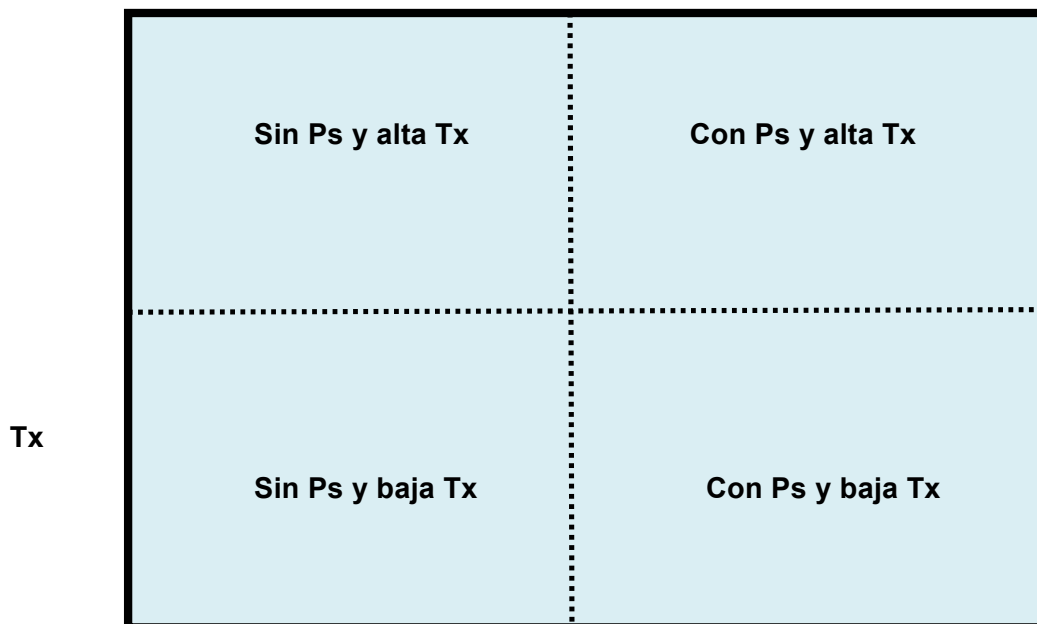 Sin Ps y alta Tx
Con Ps y alta Tx
Tx
Sin Ps y baja Tx
Con Ps y baja Tx